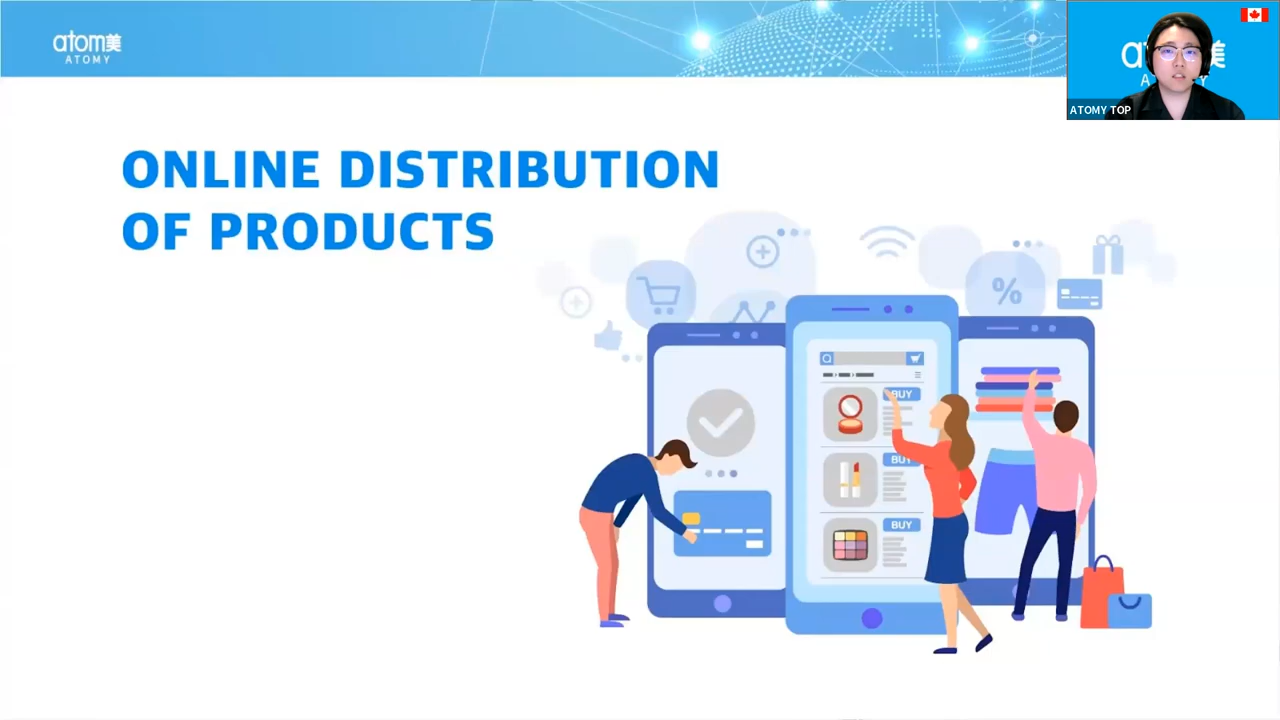 atom美
ATOMY
ATOMY TOP
ONLINE DISTRIBUTION
OF PRODUCTS
%
BUY
BUY
BUY